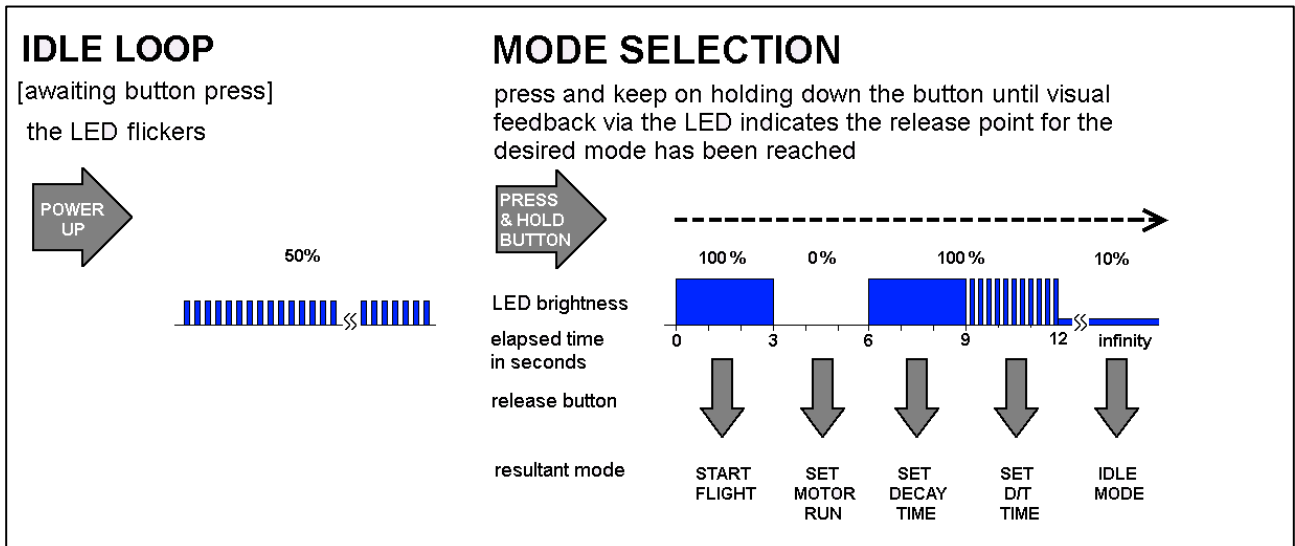 IDLE LOOP
[awaiting button press]
the LED flickers
POWER
UP
50%
MODE SELECTION
press and keep on holding down the button until visual
feedback via the LED indicates the release point for the
desired mode has been reached
PRESS
& HOLD
BUTTON
100 % 0 % 100 % 10%
LED brightness
elapsed time
in seconds
0 3 6 9 12 infinity
release button
resultant mode
START
FLIGHT
SET
MOTOR
RUN
SET
DECAY
TIME
SET
D/T
TIME
IDLE
MODE